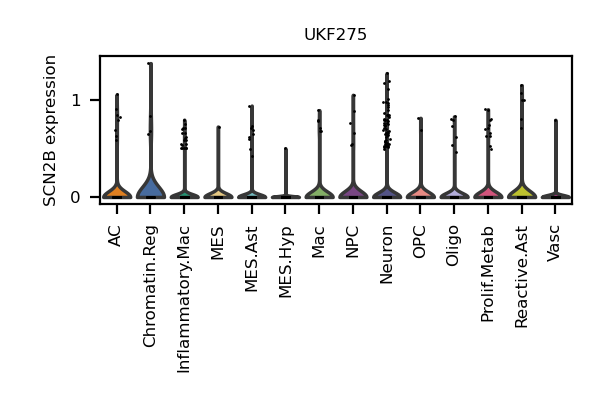 UKF275
SCN2B expression
1
0
AC
Chromatin.Reg
Inflammatory.Mac
MES
MES.Ast
MES.Hyp
Mac
NPC
Neuron
OPC
Oligo
Prolif.Metab
Reactive.Ast
Vasc